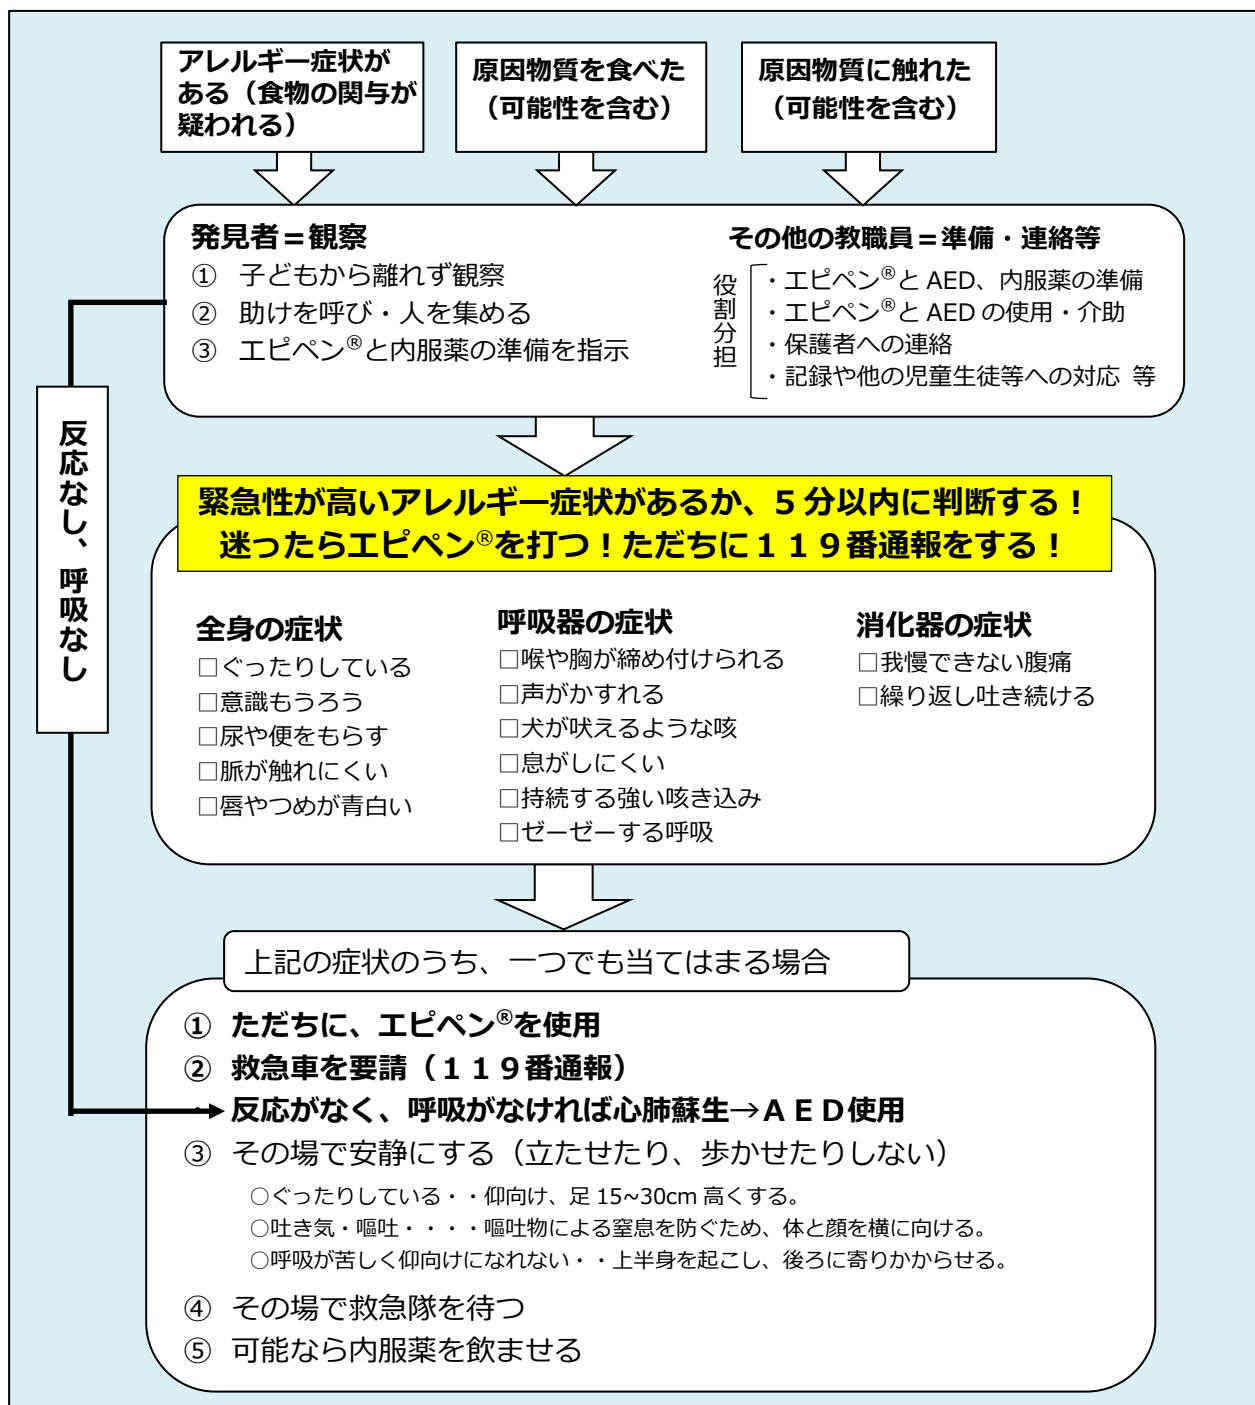 アレルギー症状が
ある（食物の関与が
疑われる）
原因物質を食べた
（可能性を含む）
原因物質に触れた
（可能性を含む）
発見者＝観察
① 子どもから離れず観察
② 助けを呼び・人を集める
③ エピペン®と内服薬の準備を指示
その他の教職員＝準備・連絡等
役割分担
・エピペン®とAED、内服薬の準備
・エピペン®とAEDの使用・介助
・保護者への連絡
・記録や他の児童生徒等への対応 等
反応なし、呼吸なし
緊急性が高いアレルギー症状があるか、５分以内に判断する！
迷ったらエピペン®を打つ！ただちに１１９番通報をする！
全身の症状
□ぐったりしている
□意識もうろう
□尿や便をもらす
□脈が触れにくい
□唇やつめが青白い
呼吸器の症状
□喉や胸が締め付けられる
□声がかすれる
□犬が吠えるような咳
□息がしにくい
□持続する強い咳き込み
□ゼーゼーする呼吸
消化器の症状
□我慢できない腹痛
□繰り返し吐き続ける
上記の症状のうち、一つでも当てはまる場合
① ただちに、エピペン®を使用
② 救急車を要請（１１９番通報）
反応がなく、呼吸がなければ心肺蘇生→ＡＥＤ使用
③ その場で安静にする（立たせたり、歩かせたりしない）
○ぐったりしている・・仰向け、足15~30cm高くする。
○吐き気・嘔吐・・・・嘔吐物による窒息を防ぐため、体と顔を横に向ける。
○呼吸が苦しく仰向けになれない・・上半身を起こし、後ろに寄りかからせる。
④ その場で救急隊を待つ
⑤ 可能なら内服薬を飲ませる